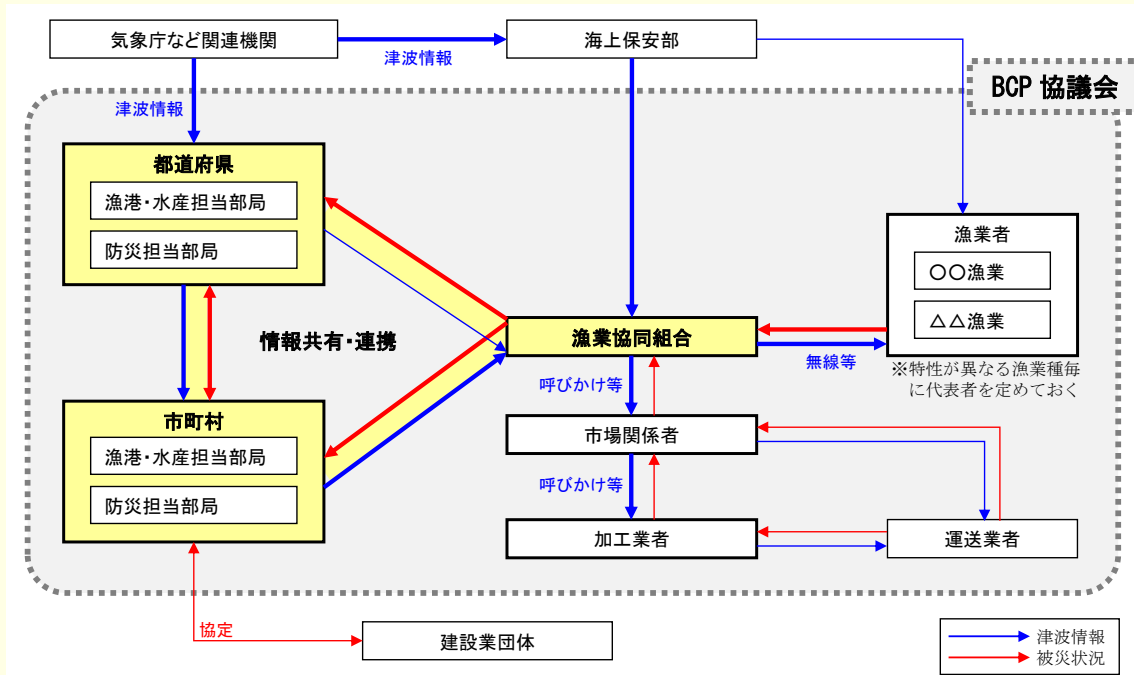 気象庁など関連機関
津波情報
海上保安部
BCP 協議会
津波情報
都道府県
漁港・水産担当部局
防災担当部局
漁業者
○○漁業
△△漁業
情報共有・連携
漁業協同組合
無線等
※特性が異なる漁業種毎
に代表者を定めておく
呼びかけ等
市町村
漁港・水産担当部局
防災担当部局
市場関係者
呼びかけ等
加工業者
運送業者
協定
建設業団体
津波情報
被災状況